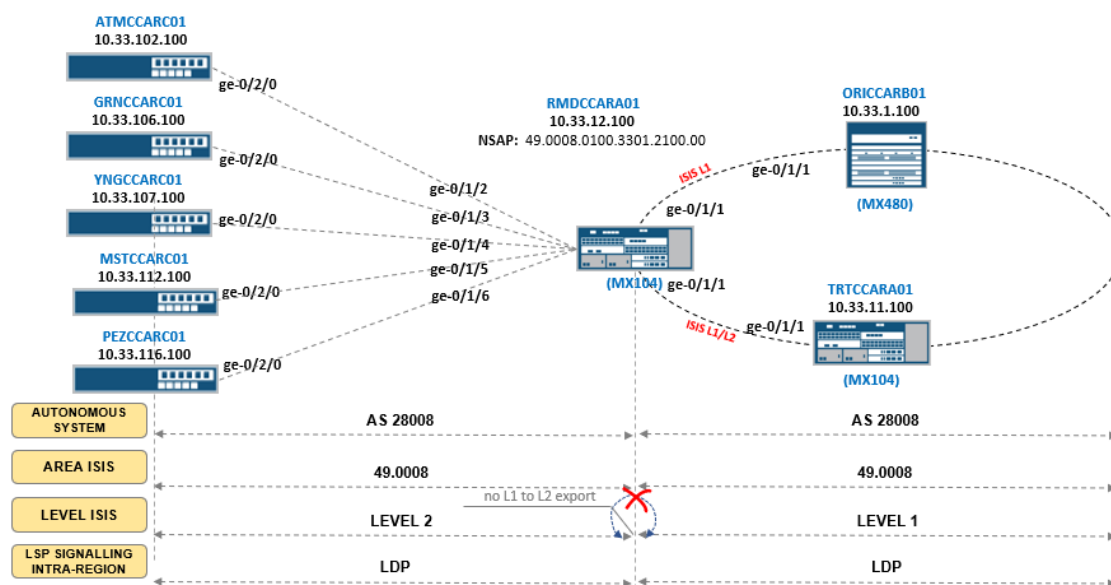 ATMCCARC01
10.33.102.100
ge-0/2/0
GRNCCARC01
10.33.106.100
ge-0/2/0
YNGCCARC01
10.33.107.100
ge-0/2/0
MSTCCARC01
10.33.112.100
ge-0/2/0
PEZCCARC01
10.33.116.100
ge-0/2/0
ge-0/1/2
ge-0/1/3
ge-0/1/4
ge-0/1/5
ge-0/1/6
RMDCCARA01
10.33.12.100
NSAP: 49.0008.0100.3301.2100.00
(MX104)
ISIS L1
ge-0/1/1
ge-0/1/1
ORICCARB01
10.33.1.100
(MX480)
ge-0/1/1
ISIS L1/L2
ge-0/1/1
TRTCCARA01
10.33.11.100
(MX104)
AUTONOMOUS
SYSTEM
AS 28008
AS 28008
AREA ISIS
49.0008
49.0008
no L1 to L2 export
LEVEL ISIS
LEVEL 2
LEVEL 1
LSP SIGNALLING
INTRA-REGION
LDP
LDP